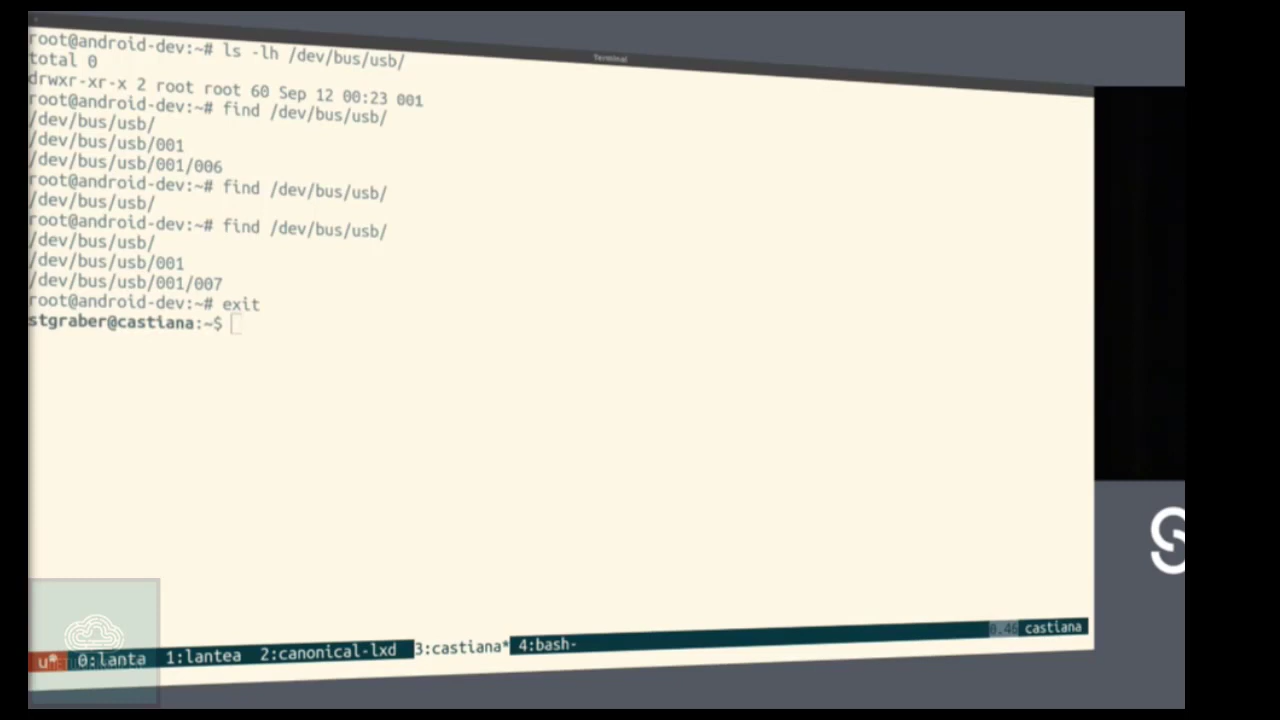 Terminal
root@android-dev:~# ls -lh /dev/bus/usb/
total 0
drwxr-xr-x 2 root root 60 Sep 12 00:23 001
root@android-dev:~# find /dev/bus/usb/
/dev/bus/usb/
/dev/bus/usb/001
/dev/bus/usb/001/006
root@android-dev:~# find /dev/bus/usb/
/dev/bus/usb/
root@android-dev:~# find /dev/bus/usb/
/dev/bus/usb/
/dev/bus/usb/001
/dev/bus/usb/001/007
root@android-dev:~# exit
stgraber@castiana:~$
u* 0:lanta 1:lantea 2:canonical-lxd 3:castiana* 4:bash- castiana
S